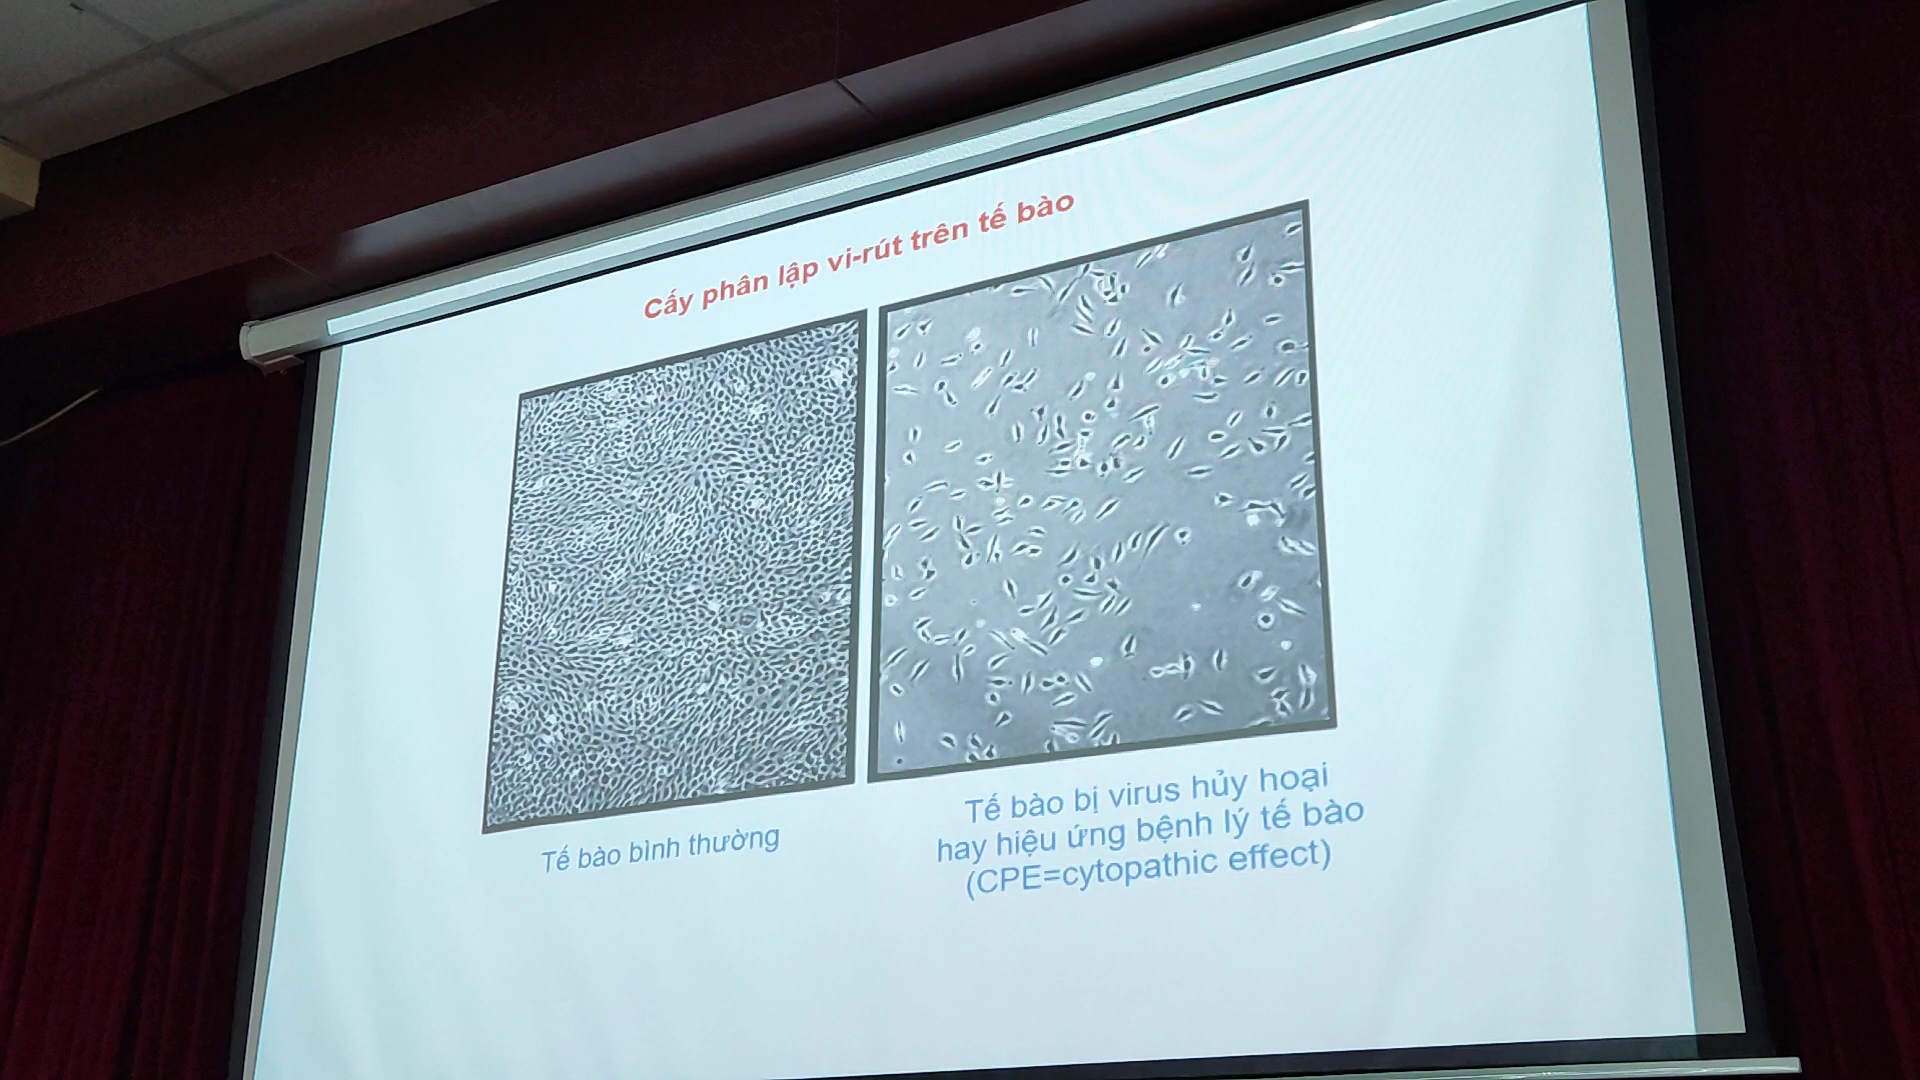 Cấy phân lập vi-rút trên tế bào
Tế bào bình thường
Tế bào bị virus hủy hoại
hay hiệu ứng bệnh lý tế bào
(CPE=cytopathic effect)